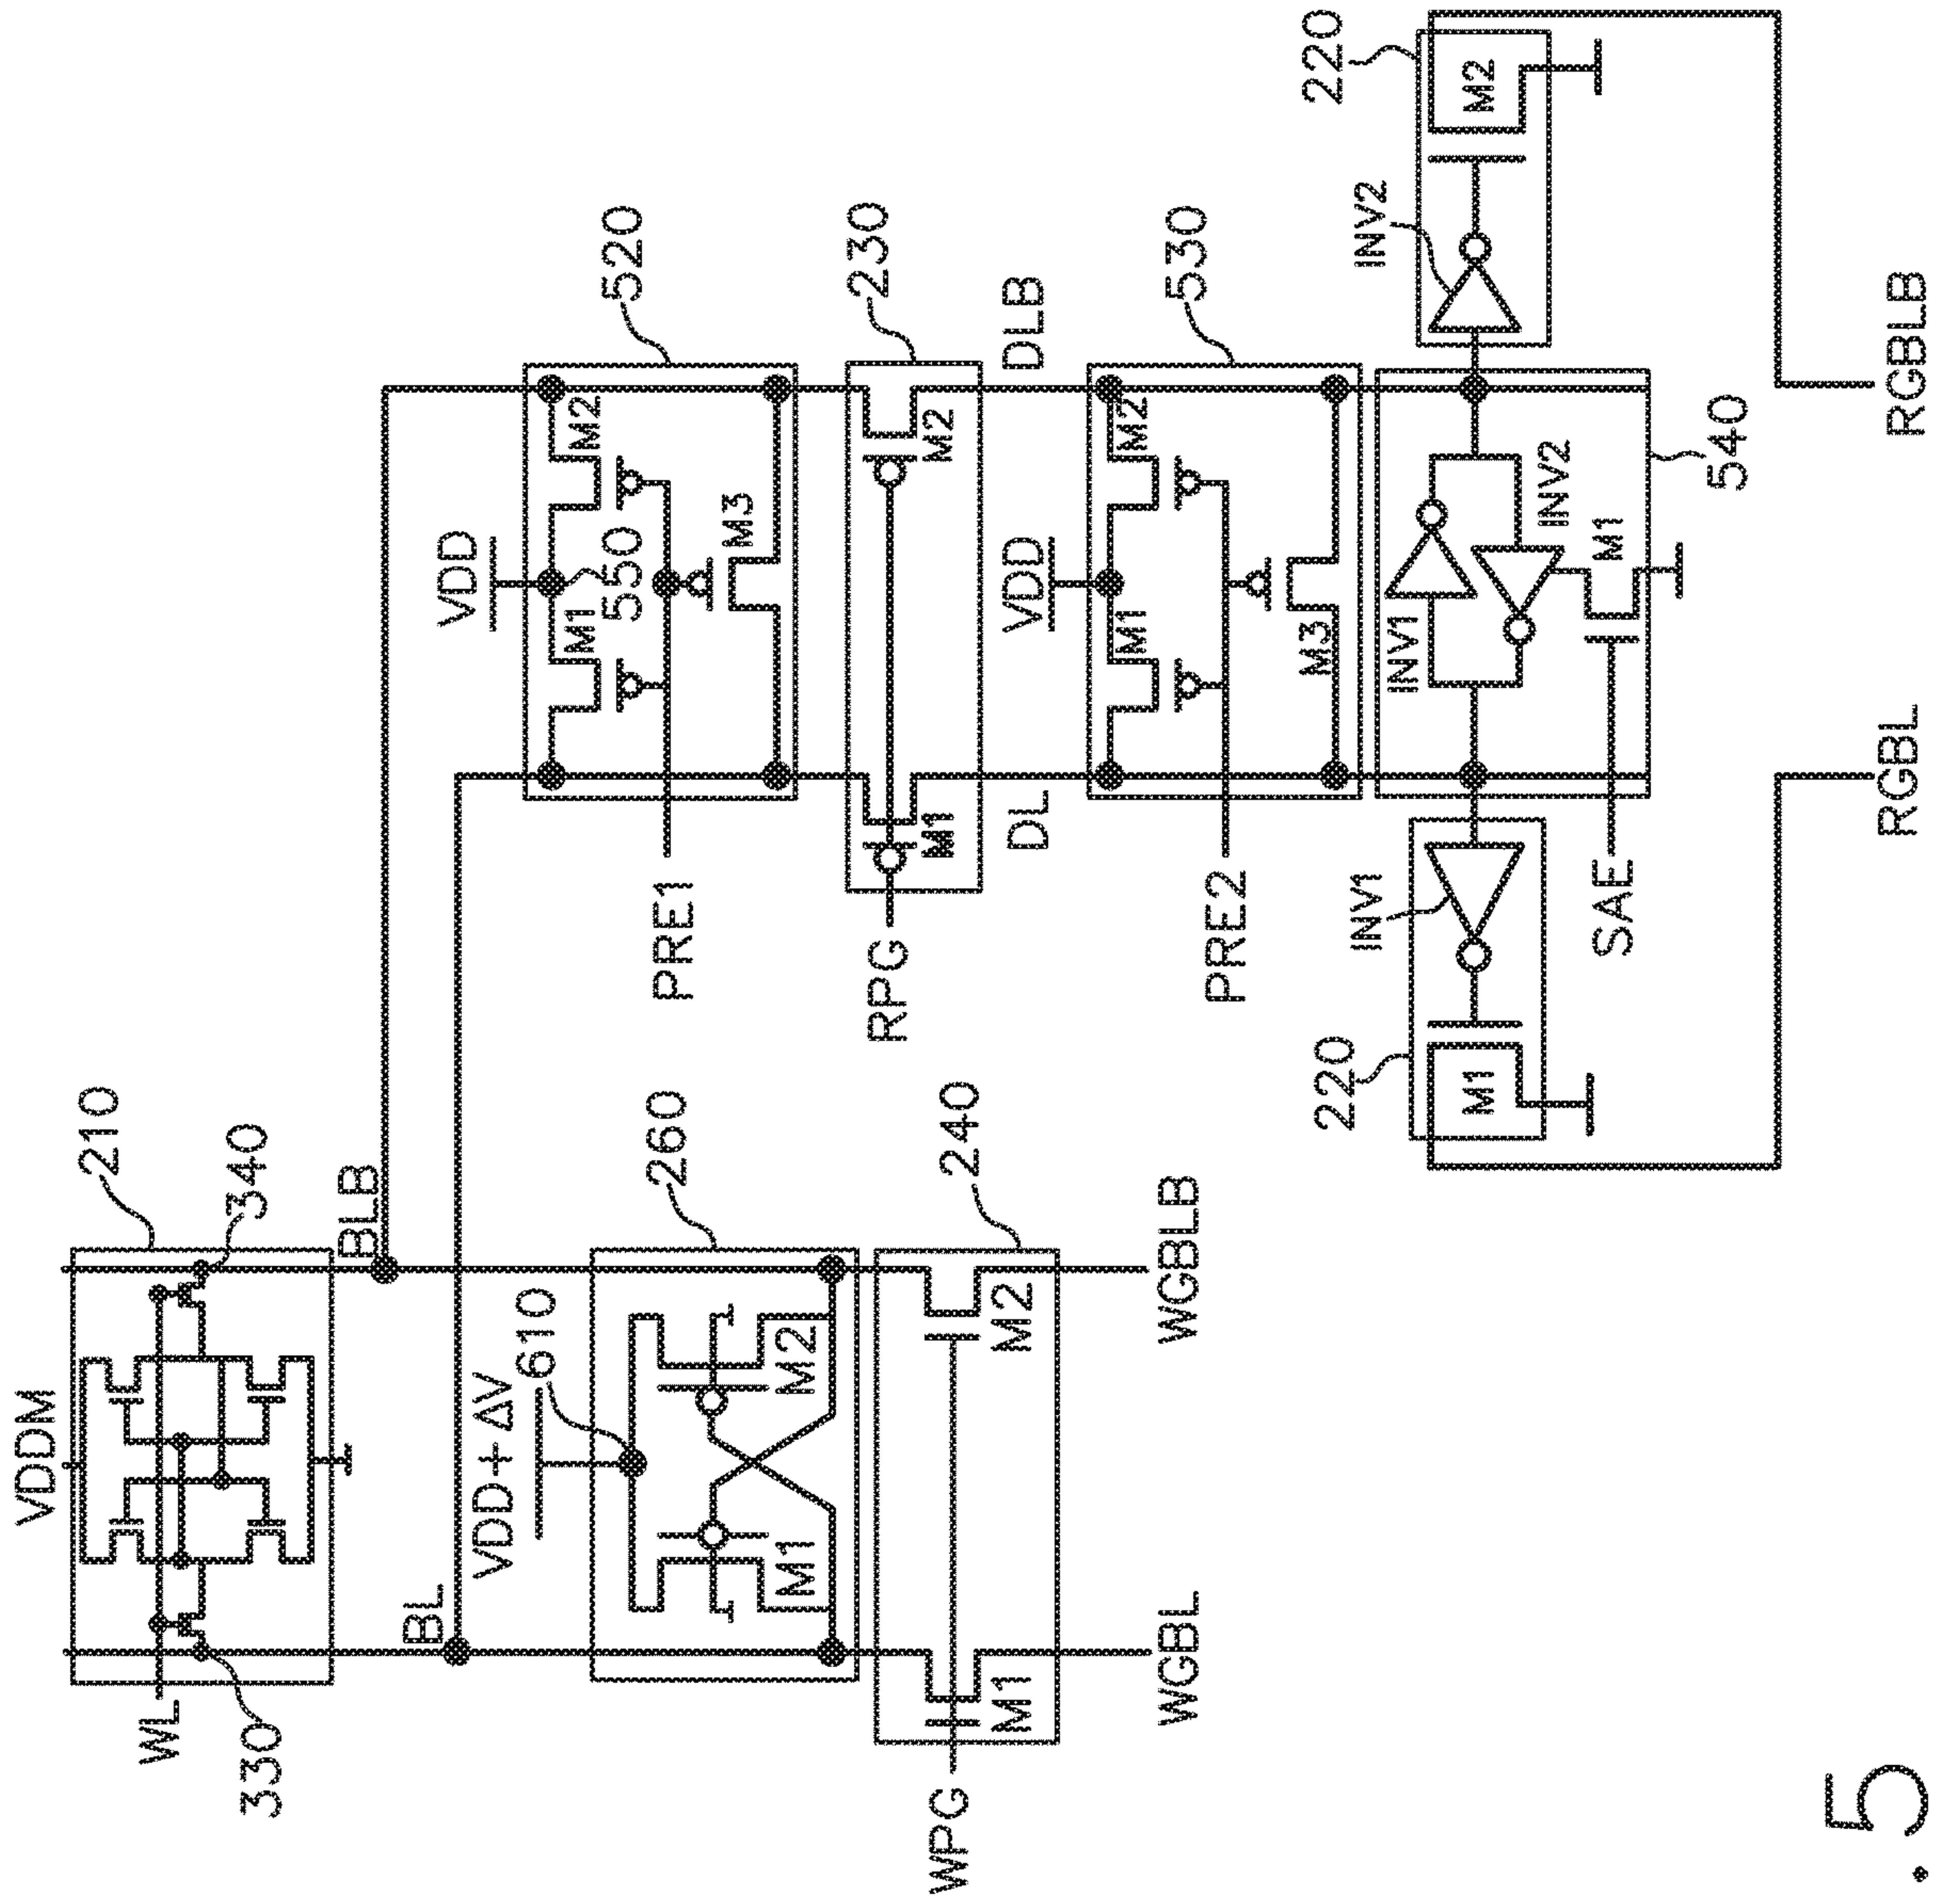 VDDM
210
WL
330
340
BL
BLB
VDD+ΔV
610
260
M1
M2
240
WPG
M1
M2
WGBL
WGBLB
VDD
520
M1
M2
550
M3
PRE1
230
RPG
M1
M2
DL
DLB
VDD
530
M1
M2
M3
PRE2
220
M1
INV1
INV1
INV2
M1
SAE
540
INV2
220
M2
RGBL
RGBLB
. 5